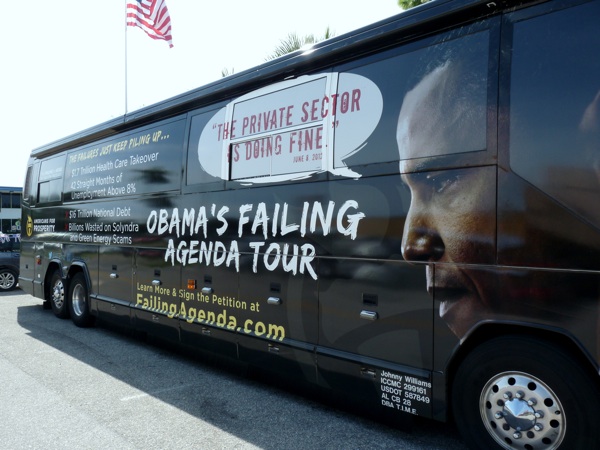 THE FAILURES JUST KEEP PILING UP...
$1.7 Trillion Health Care Takeover
42 Straight Months of
Unemployment Above 8%
$16 Trillion National Debt
Billions Wasted on Solyndra
and Green Energy Scams
AMERICANS FOR
PROSPERITY
"THE PRIVATE SECTOR
IS DOING FINE."
JUNE 8, 2012
OBAMA'S FAILING
AGENDA TOUR
Learn More & Sign the Petition at
FailingAgenda.com
Johnny Williams
ICCMC 299161
USDOT 587849
AL CB 28
DBA T.I.M.E.